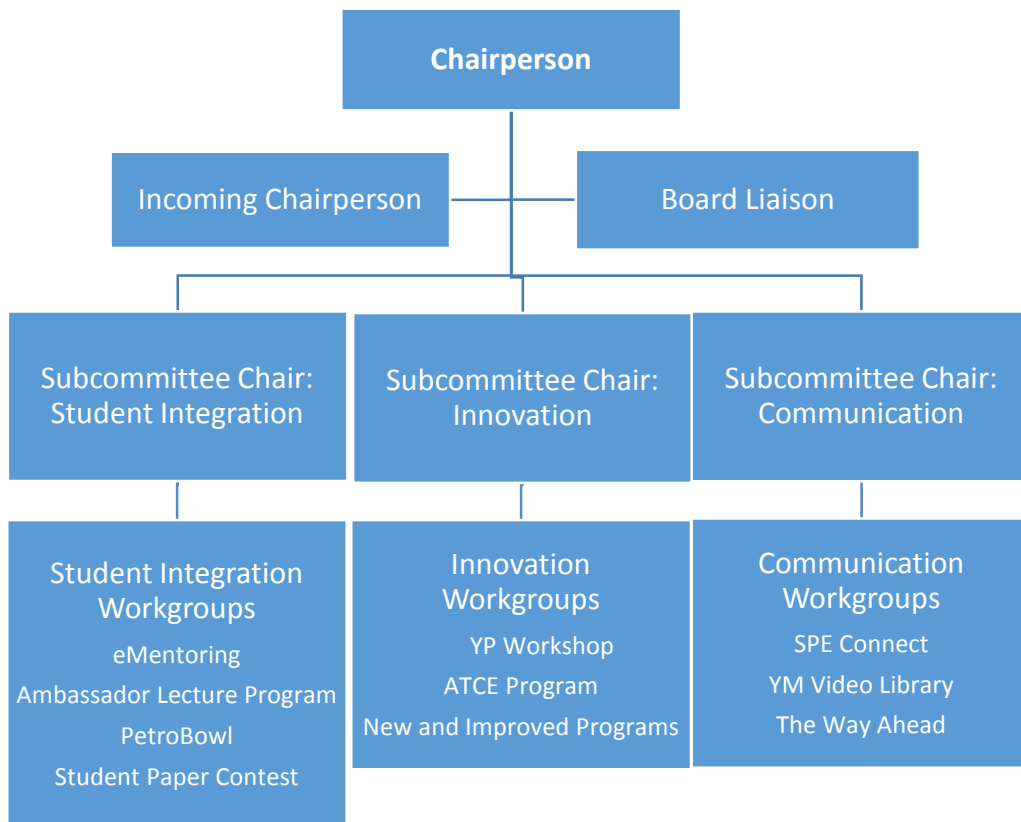 Chairperson
Incoming Chairperson
Board Liaison
Subcommittee Chair:
Student Integration
Subcommittee Chair:
Innovation
Subcommittee Chair:
Communication
Student Integration
Workgroups
eMentoring
Ambassador Lecture Program
PetroBowl
Student Paper Contest
Innovation
Workgroups
YP Workshop
ATCE Program
New and Improved Programs
Communication
Workgroups
SPE Connect
YM Video Library
The Way Ahead